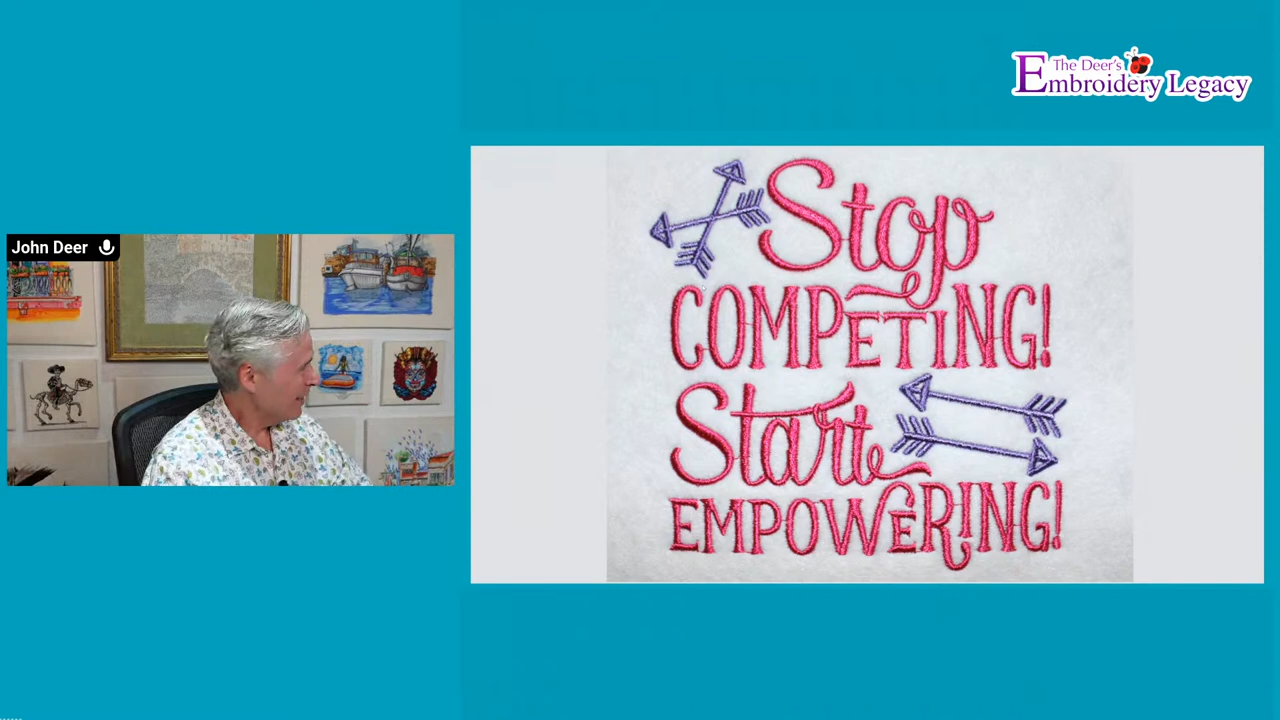 The Deer's
Embroidery Legacy
John Deer
Stop
COMPETING!
Start
EMPOWERING!